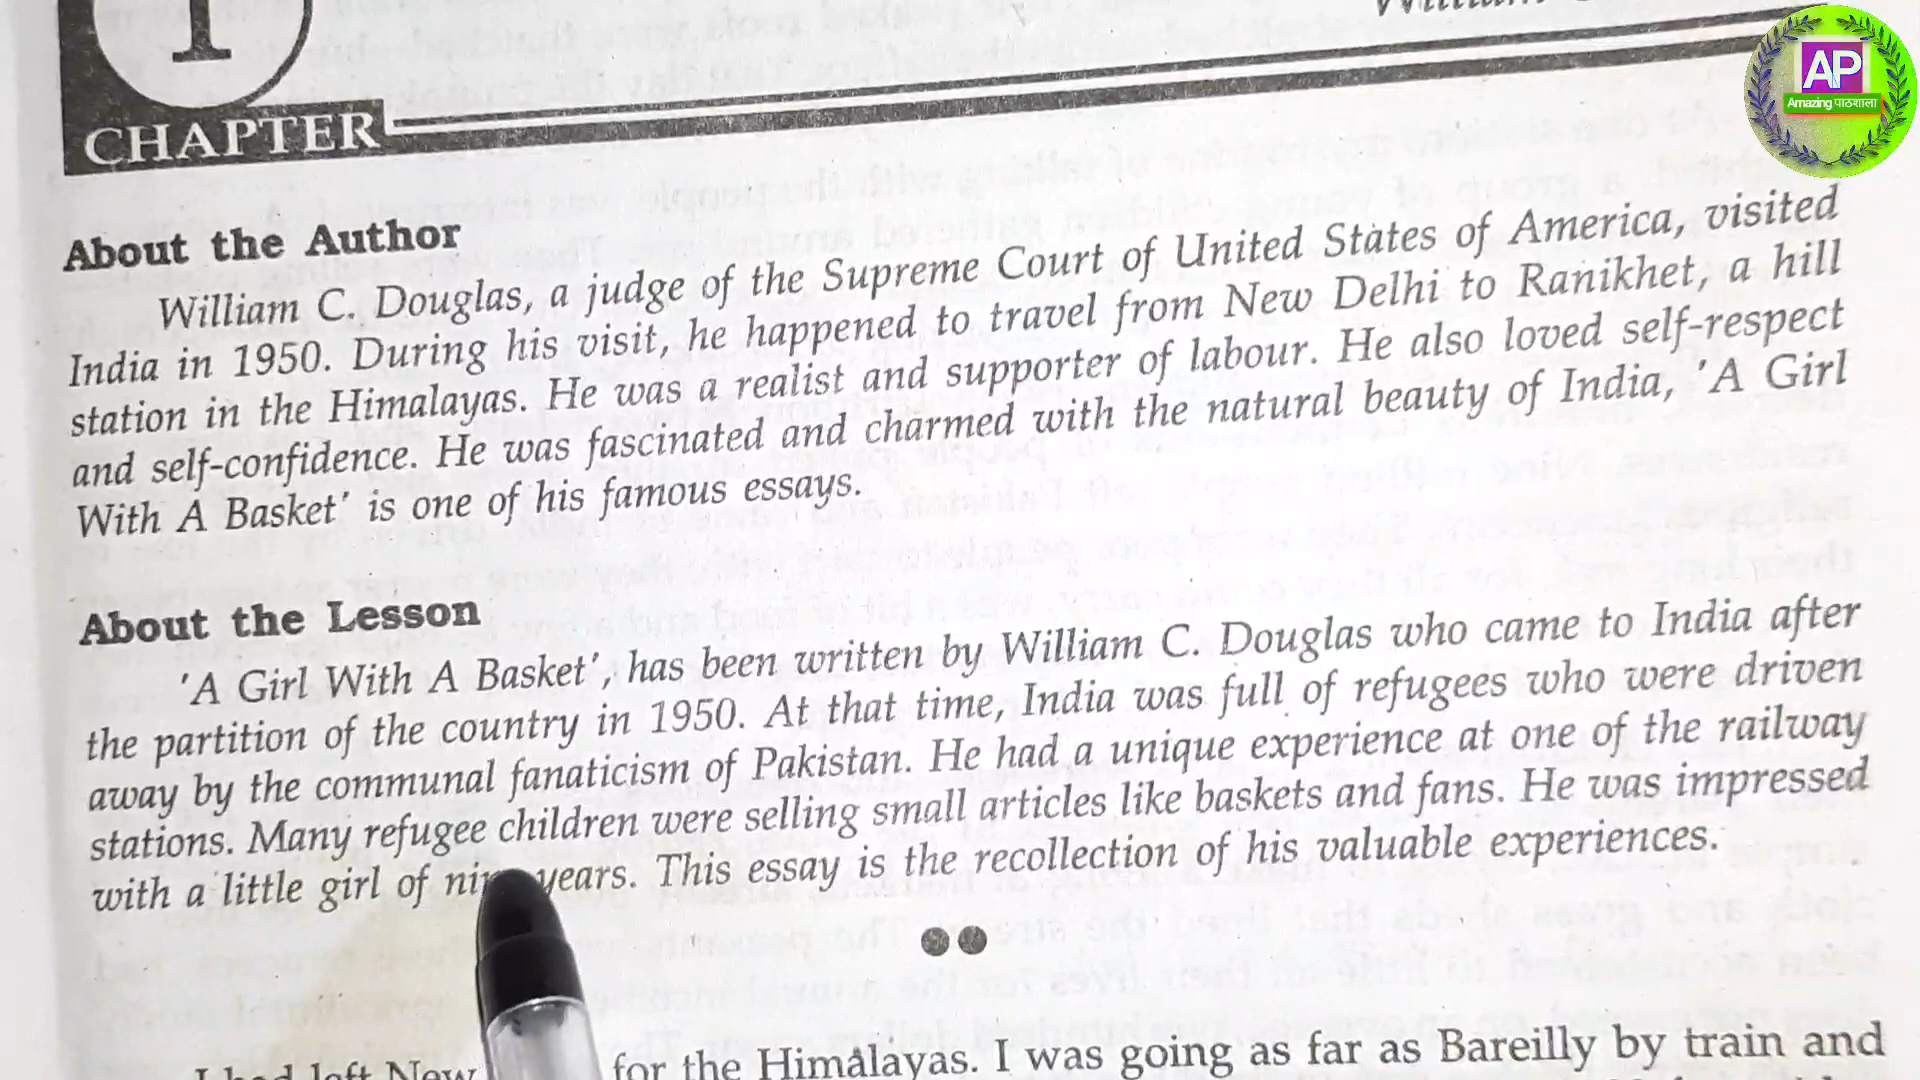 1
William
CHAPTER
AP
Amazing पाठशाला
About the Author
William C. Douglas, a judge of the Supreme Court of United States of America, visited
India in 1950. During his visit, he happened to travel from New Delhi to Ranikhet, a hill
station in the Himalayas. He was a realist and supporter of labour. He also loved self-respect
and self-confidence. He was fascinated and charmed with the natural beauty of India, 'A Girl
With A Basket' is one of his famous essays.
About the Lesson
'A Girl With A Basket', has been written by William C. Douglas who came to India after
the partition of the country in 1950. At that time, India was full of refugees who were driven
away by the communal fanaticism of Pakistan. He had a unique experience at one of the railway
stations. Many refugee children were selling small articles like baskets and fans. He was impressed
with a little girl of years. This essay is the recollection of his valuable experiences.
I had left New for the Himalayas. I was going as far as Bareilly by train and